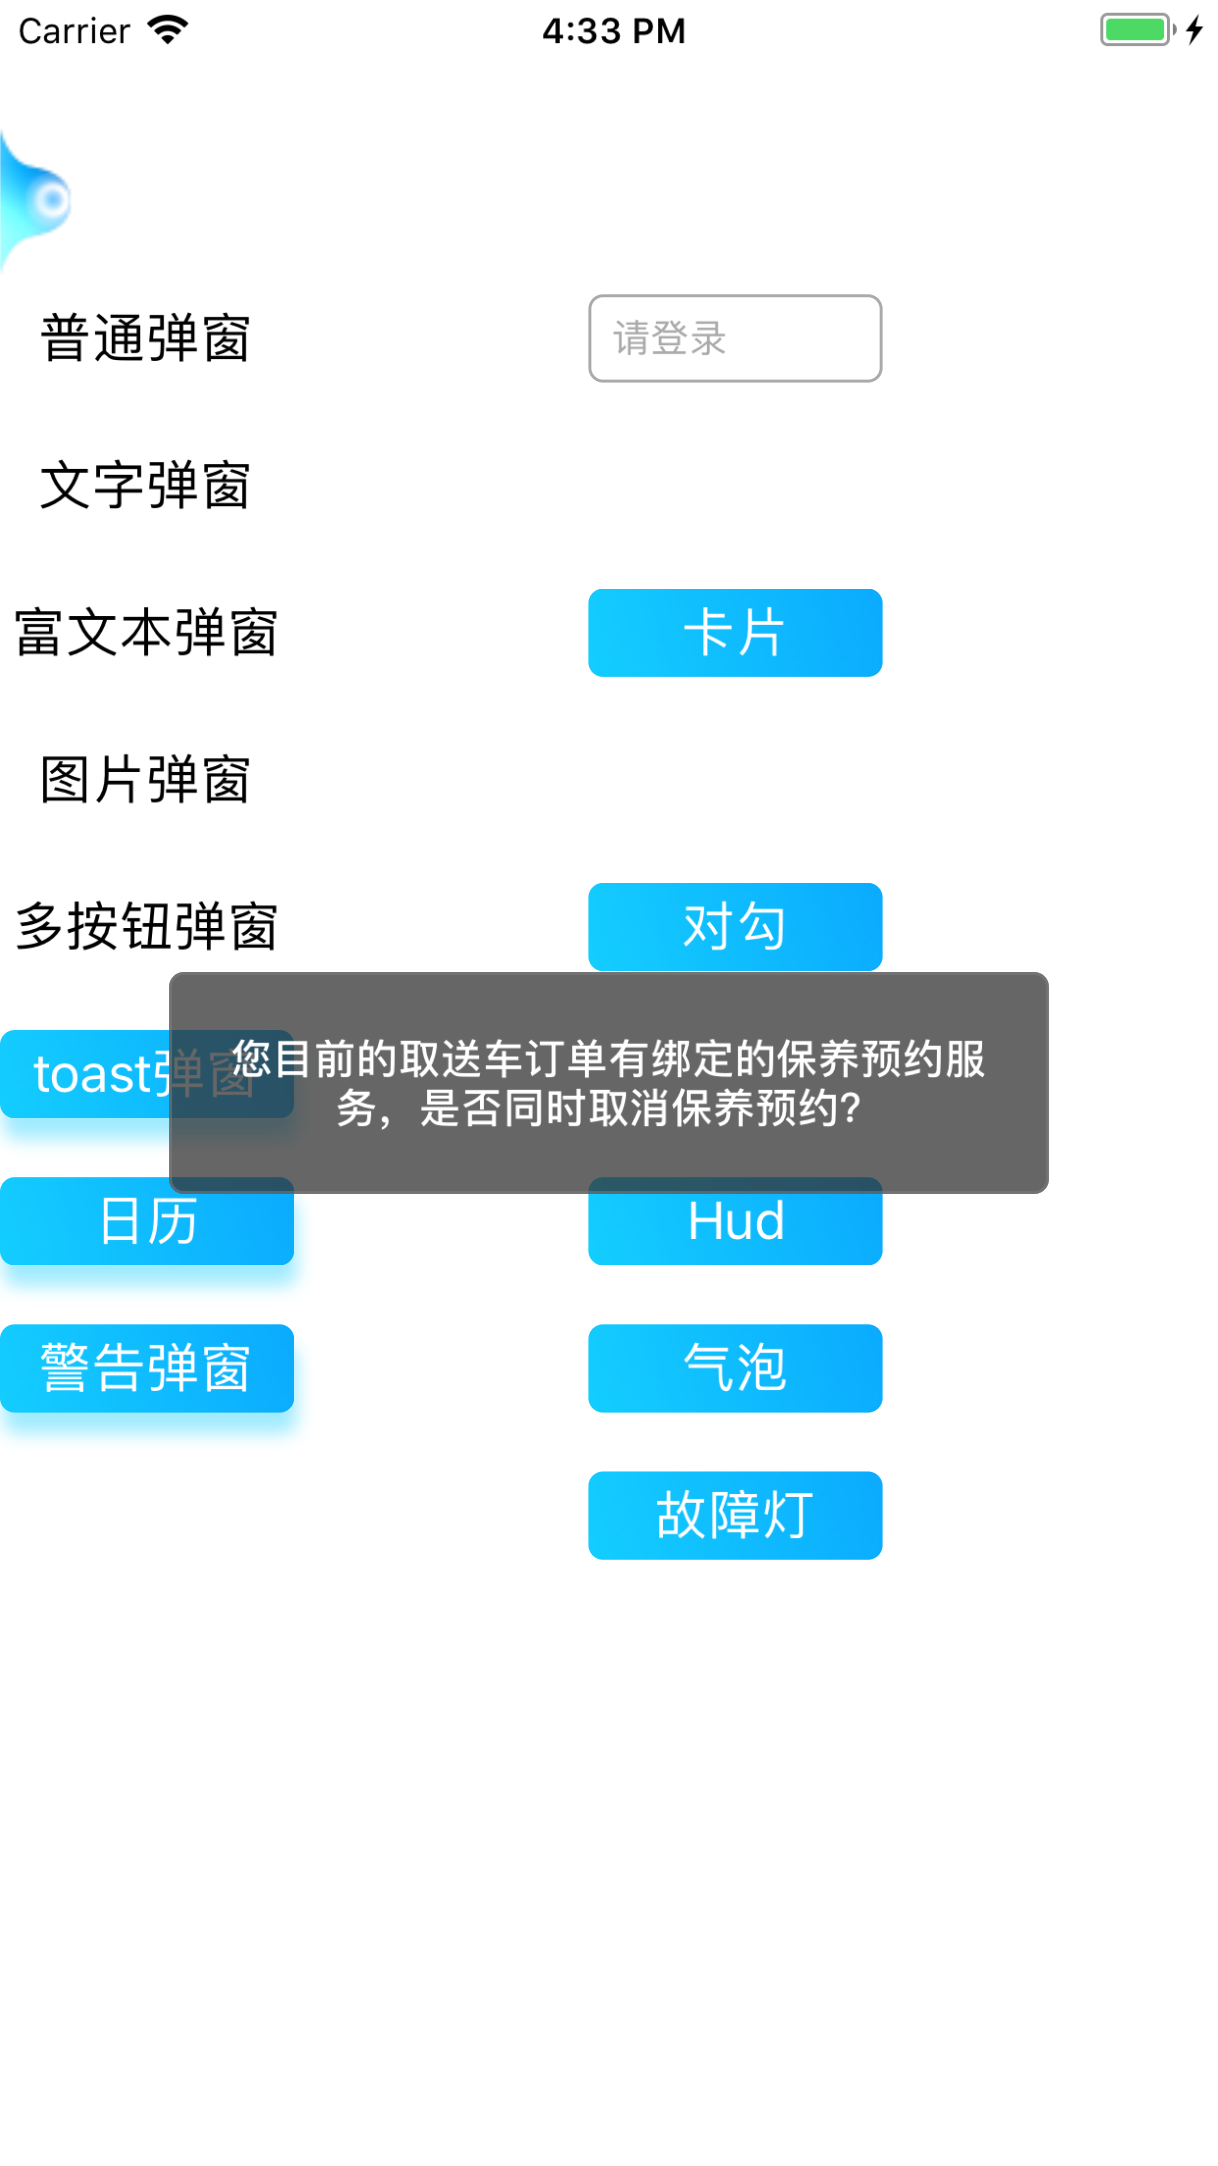 Carrier 4:33 PM
普通弹窗
请登录
文字弹窗
富文本弹窗
卡片
图片弹窗
多按钮弹窗
对勾
toast弹窗
您目前的取送车订单有绑定的保养预约服
务，是否同时取消保养预约?
日历
Hud
警告弹窗
气泡
故障灯